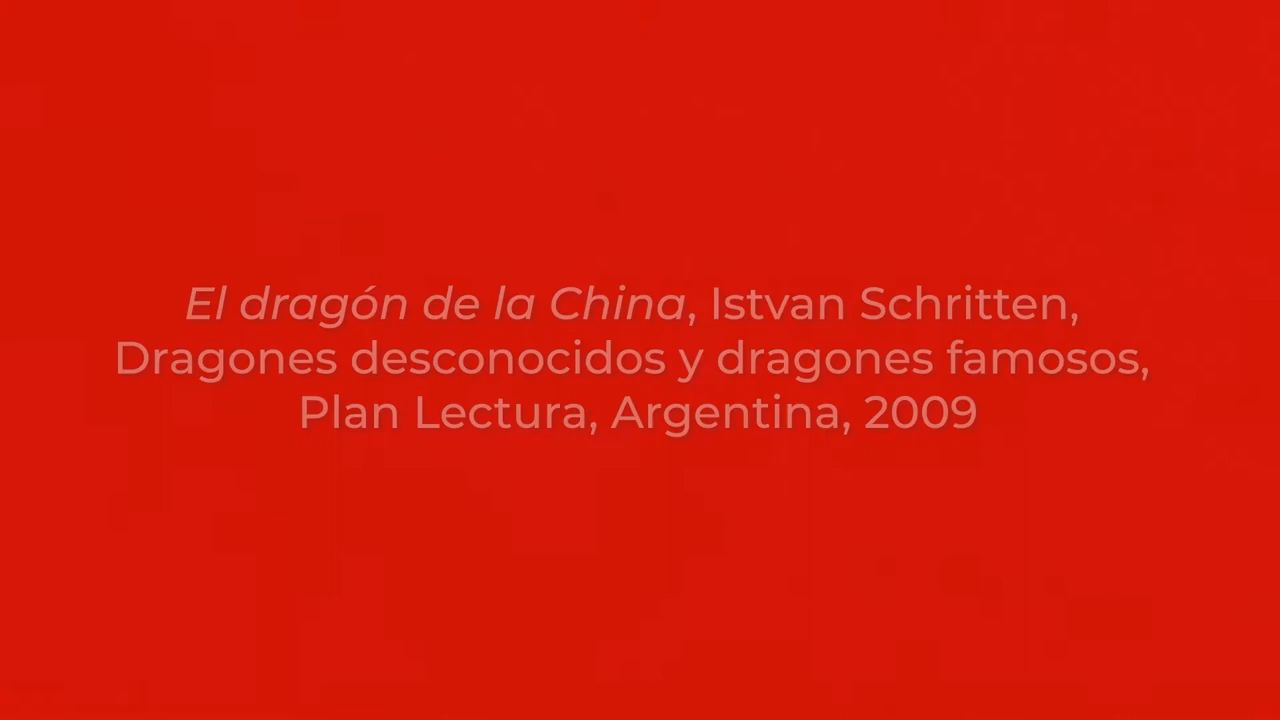 El dragón de la China, Istvan Schritten,
Dragones desconocidos y dragones famosos,
Plan Lectura, Argentina, 2009